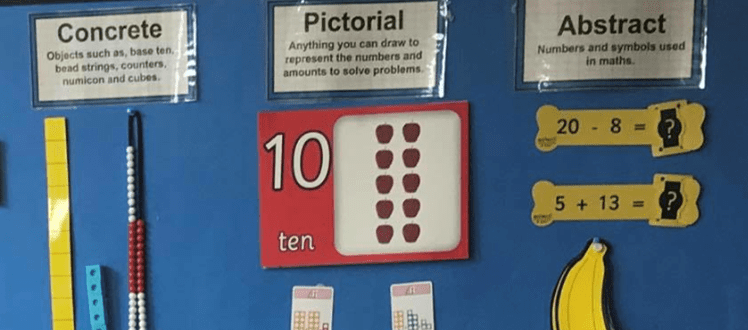 Concrete
Objects such as, base ten,
bead strings, counters,
numicon and cubes.
Pictorial
Anything you can draw to
represent the numbers and
amounts to solve problems.
Abstract
Numbers and symbols used
in maths.
10
ten
20 - 8 = ?
5 + 13 = ?